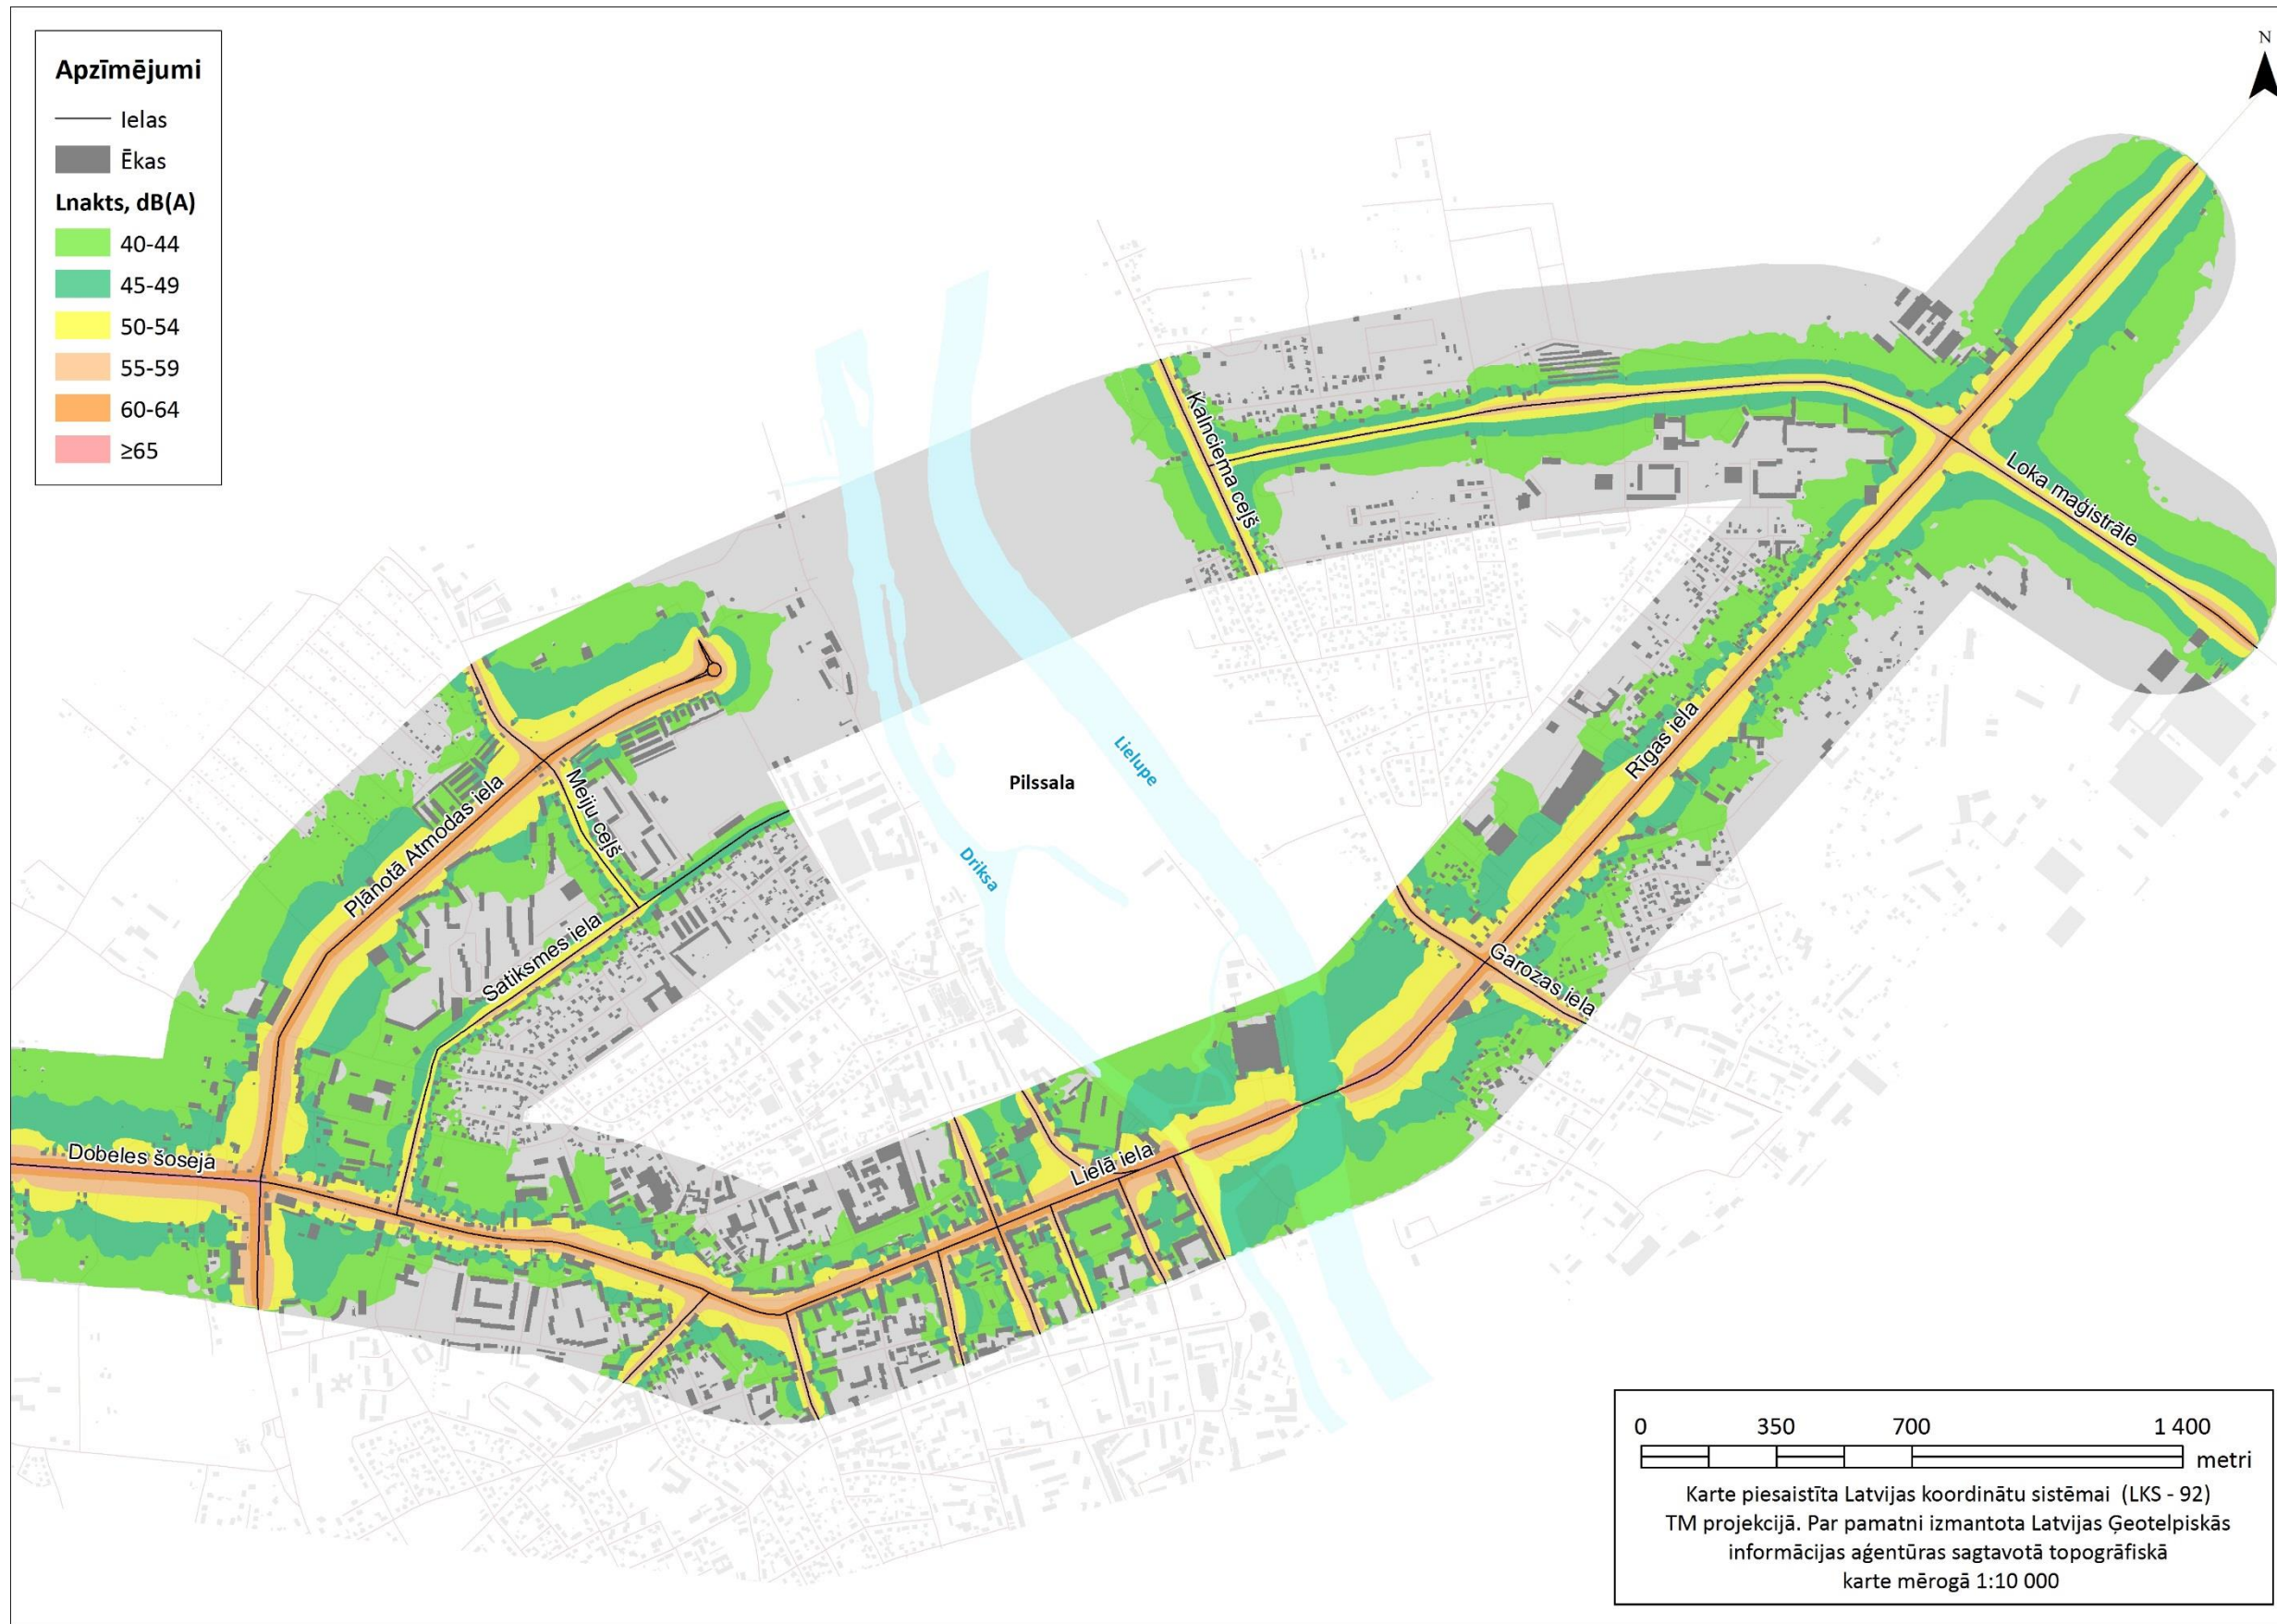 Apzīmējumi
Ielas
Ēkas
Lnakts, dB(A)
40-44
45-49
50-54
55-59
60-64
≥65
N
Kalnciema ceļš
Loka maģistrāle
Rīgas iela
Lielupe
Pilssala
Meiju ceļš
Plānotā Atmodas iela
Driksa
Satiksmes iela
Garozas iela
Dobeles šoseja
Lielā iela
0 350 700 1 400
metri
Karte piesaistīta Latvijas koordinātu sistēmai (LKS - 92)
TM projekcijā. Par pamatni izmantota Latvijas Ģeotelpiskās
informācijas aģentūras sagtavotā topogrāfiskā
karte mērogā 1:10 000